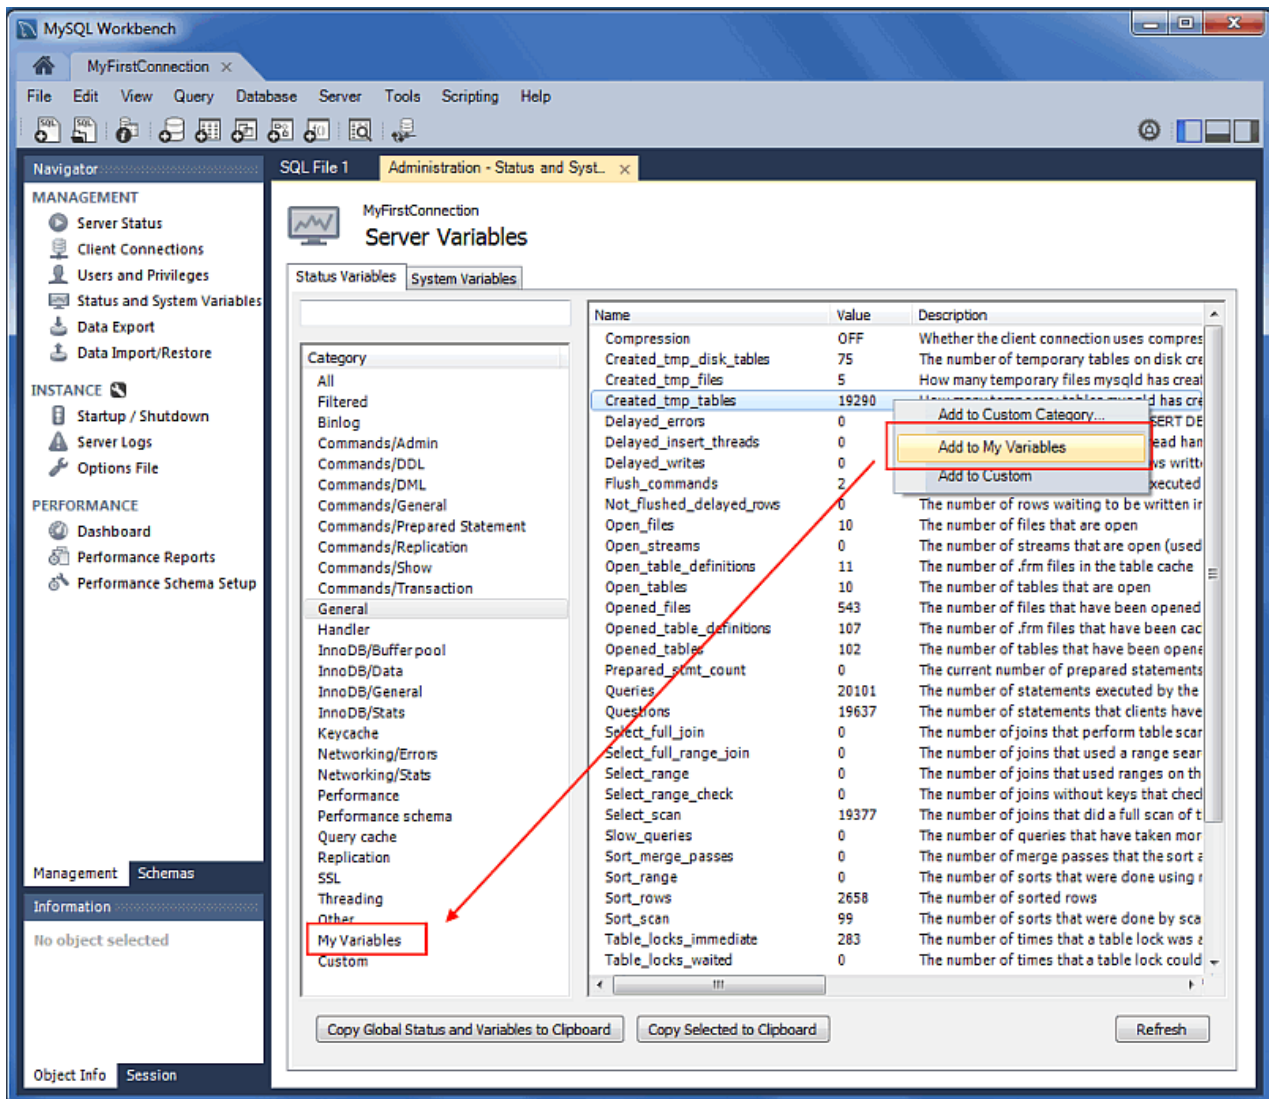 MySQL Workbench
MyFirstConnection
File Edit View Query Database Server Tools Scripting Help
Navigator
MANAGEMENT
Server Status
Client Connections
Users and Privileges
Status and System Variables
Data Export
Data Import/Restore
INSTANCE
Startup / Shutdown
Server Logs
Options File
PERFORMANCE
Dashboard
Performance Reports
Performance Schema Setup
Management Schemas
Information
No object selected
Object Info Session
SQL File 1 Administration - Status and Syst...
MyFirstConnection
Server Variables
Status Variables System Variables
Category
All
Filtered
Binlog
Commands/Admin
Commands/DDL
Commands/DML
Commands/General
Commands/Prepared Statement
Commands/Replication
Commands/Show
Commands/Transaction
General
Handler
InnoDB/Buffer pool
InnoDB/Data
InnoDB/General
InnoDB/Stats
Keycache
Networking/Errors
Networking/Stats
Performance
Performance schema
Query cache
Replication
SSL
Threading
Other
My Variables
Custom
Name Value Description
Compression OFF Whether the client connection uses compres
Created_tmp_disk_tables 75 The number of temporary tables on disk cre
Created_tmp_files 5 How many temporary files mysqld has creat
Created_tmp_tables 19290 How many temporary tables mysqld has cre
Delayed_errors 0 SERT DE
Delayed_insert_threads 0 ead han
Delayed_writes 0 ws writt
Flush_commands 2 xecuted
Not_flushed_delayed_rows 0 The number of rows waiting to be written in
Open_files 10 The number of files that are open
Open_streams 0 The number of streams that are open (used
Open_table_definitions 11 The number of .frm files in the table cache
Open_tables 10 The number of tables that are open
Opened_files 543 The number of files that have been opened
Opened_table_definitions 107 The number of .frm files that have been cac
Opened_tables 102 The number of tables that have been opene
Prepared_stmt_count 0 The current number of prepared statements
Queries 20101 The number of statements executed by the
Questions 19637 The number of statements that clients have
Select_full_join 0 The number of joins that perform table scar
Select_full_range_join 0 The number of joins that used a range sear
Select_range 0 The number of joins that used ranges on th
Select_range_check 0 The number of joins without keys that checl
Select_scan 19377 The number of joins that did a full scan of t
Slow_queries 0 The number of queries that have taken mor
Sort_merge_passes 0 The number of merge passes that the sort a
Sort_range 0 The number of sorts that were done using r
Sort_rows 2658 The number of sorted rows
Sort_scan 99 The number of sorts that were done by sca
Table_locks_immediate 283 The number of times that a table lock was a
Table_locks_waited 0 The number of times that a table lock could
Add to Custom Category...
Add to My Variables
Add to Custom
Copy Global Status and Variables to Clipboard Copy Selected to Clipboard Refresh